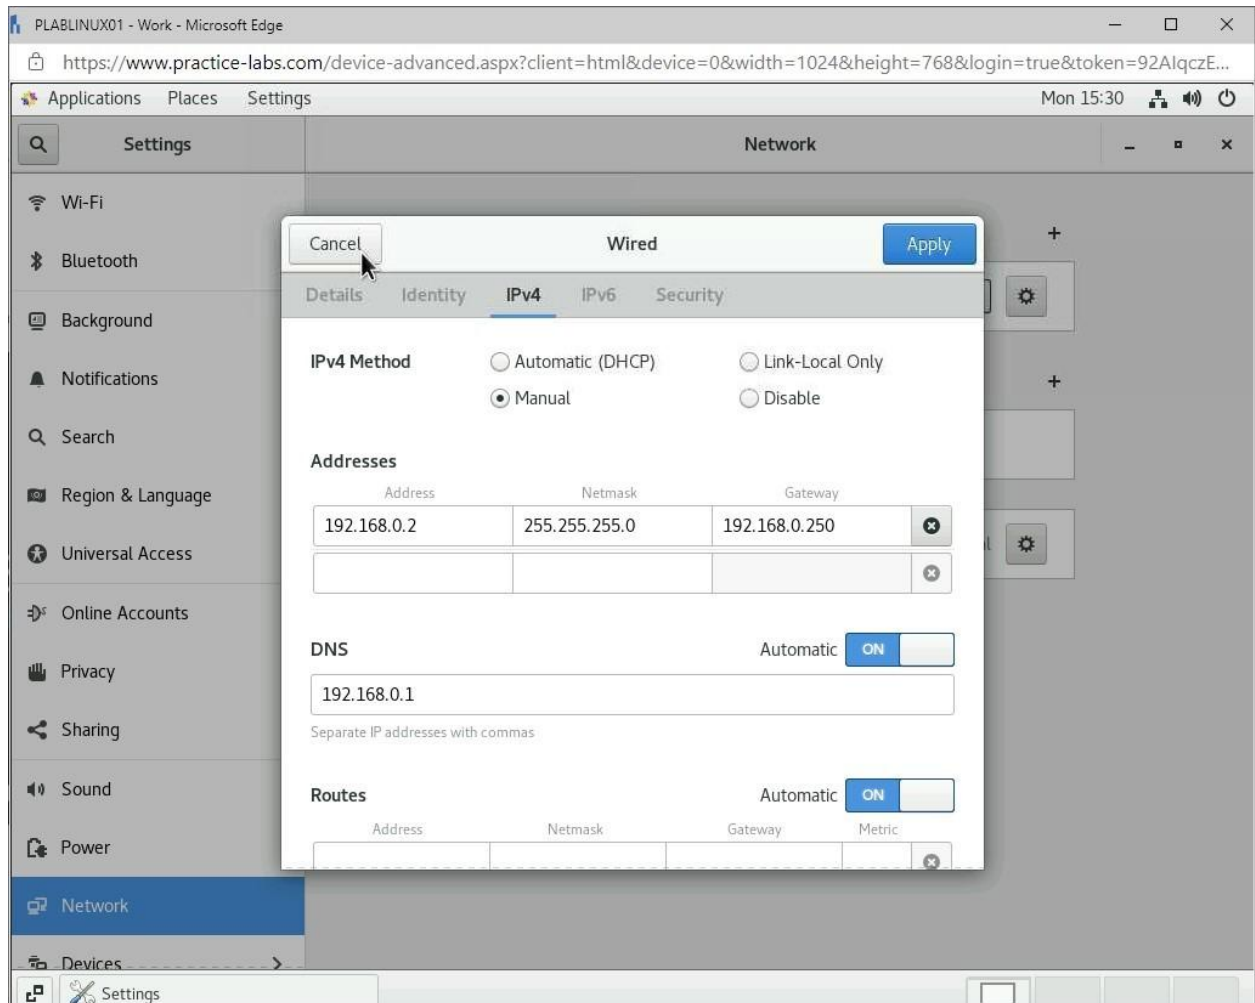 PLABLINUX01 - Work - Microsoft Edge
https://www.practice-labs.com/device-advanced.aspx?client=html&device=0&width=1024&height=768&login=true&token=92AIqczE...
Applications Places Settings Mon 15:30
Settings Network
Wi-Fi
Bluetooth
Background
Notifications
Search
Region & Language
Universal Access
Online Accounts
Privacy
Sharing
Sound
Power
Network
Devices
Cancel Wired Apply
Details Identity IPv4 IPv6 Security
IPv4 Method Automatic (DHCP) Link-Local Only
Manual Disable
Addresses
Address Netmask Gateway
192.168.0.2 255.255.255.0 192.168.0.250
DNS Automatic ON
192.168.0.1
Separate IP addresses with commas
Routes Automatic ON
Address Netmask Gateway Metric
Settings